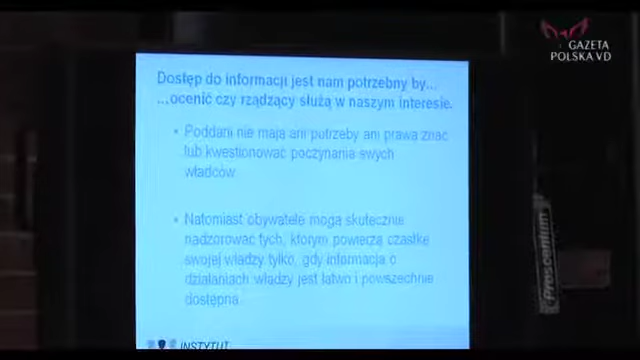 GAZETA
POLSKA VD
Dostęp do informacji jest nam potrzebny by...
...ocenić czy rządzący służą w naszym interesie.
• Poddani nie mają ani potrzeby ani prawa znać
lub kwestionować poczynania swych
władców
• Natomiast obywatele mogą skutecznie
nadzorować tych, którym powierzą cząstkę
swojej władzy tylko, gdy informacja o
działaniach władzy jest łatwo i powszechnie
dostępna.
INSTYTUT
Proscenium